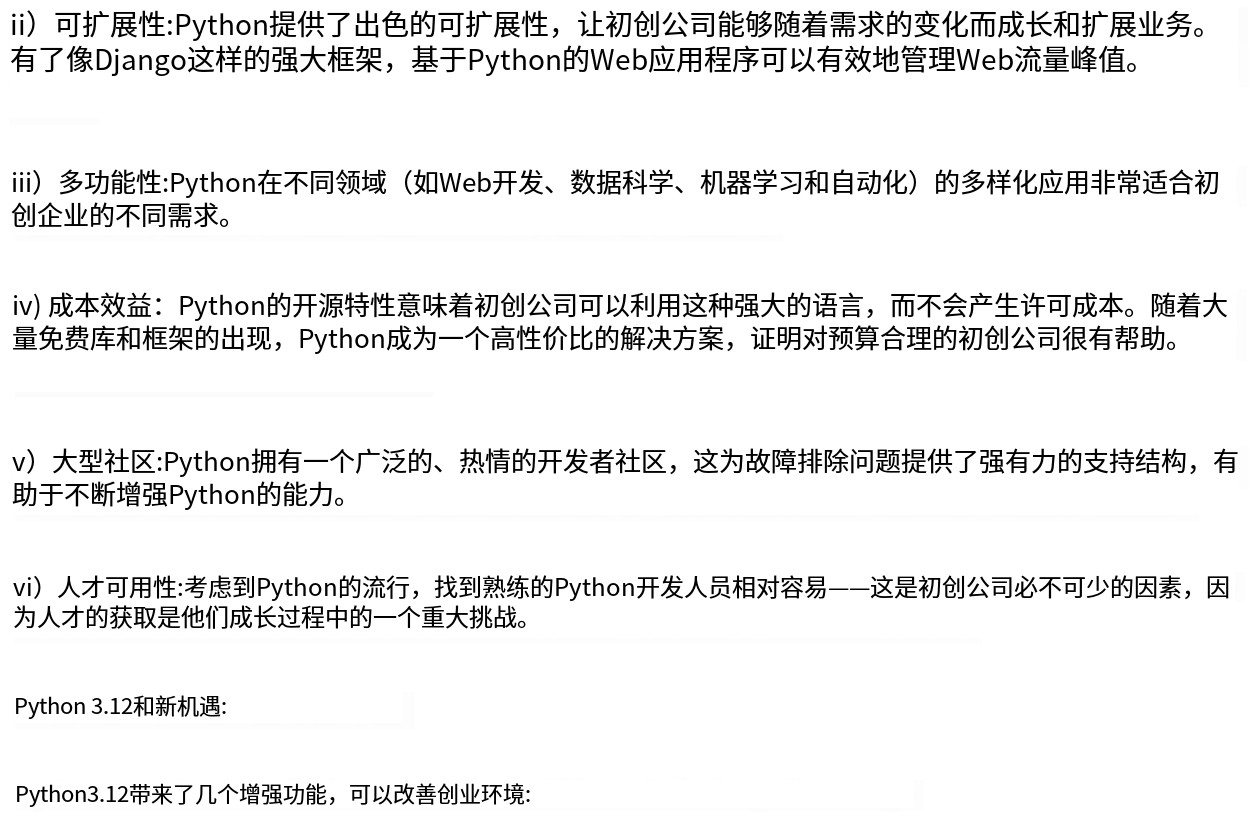 ii）可扩展性:Python提供了出色的可扩展性，让初创公司能够随着需求的变化而成长和扩展业务。
有了像Django这样的强大框架，基于Python的Web应用程序可以有效地管理Web流量峰值。
iii）多功能性:Python在不同领域（如Web开发、数据科学、机器学习和自动化）的多样化应用非常适合初
创企业的不同需求。
iv) 成本效益：Python的开源特性意味着初创公司可以利用这种强大的语言，而不会产生许可成本。随着大
量免费库和框架的出现，Python成为一个高性价比的解决方案，证明对预算合理的初创公司很有帮助。
v）大型社区:Python拥有一个广泛的、热情的开发者社区，这为故障排除问题提供了强有力的支持结构，有
助于不断增强Python的能力。
vi）人才可用性:考虑到Python的流行，找到熟练的Python开发人员相对容易——这是初创公司必不可少的因素，因
为人才的获取是他们成长过程中的一个重大挑战。
Python 3.12和新机遇:
Python3.12带来了几个增强功能，可以改善创业环境: